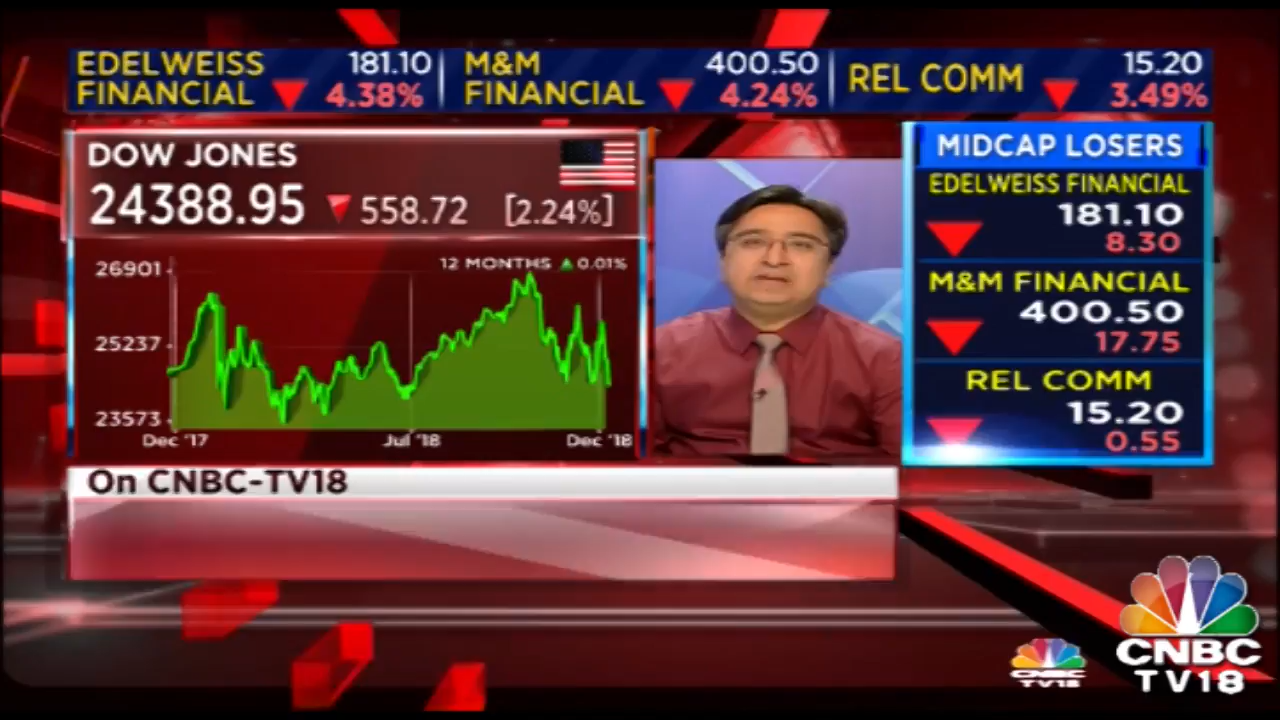 EDELWEISS
FINANCIAL
181.10
4.38%
M&M
FINANCIAL
400.50
4.24%
REL COMM
15.20
3.49%
DOW JONES
24388.95
558.72 [2.24%]
12 MONTHS 0.01%
26901
25237
23573
Dec '17 Jul '18 Dec '18
MIDCAP LOSERS
EDELWEISS FINANCIAL
181.10
8.30
M&M FINANCIAL
400.50
17.75
REL COMM
15.20
0.55
On CNBC-TV18
CNBC
TV18
CNBC
TV18